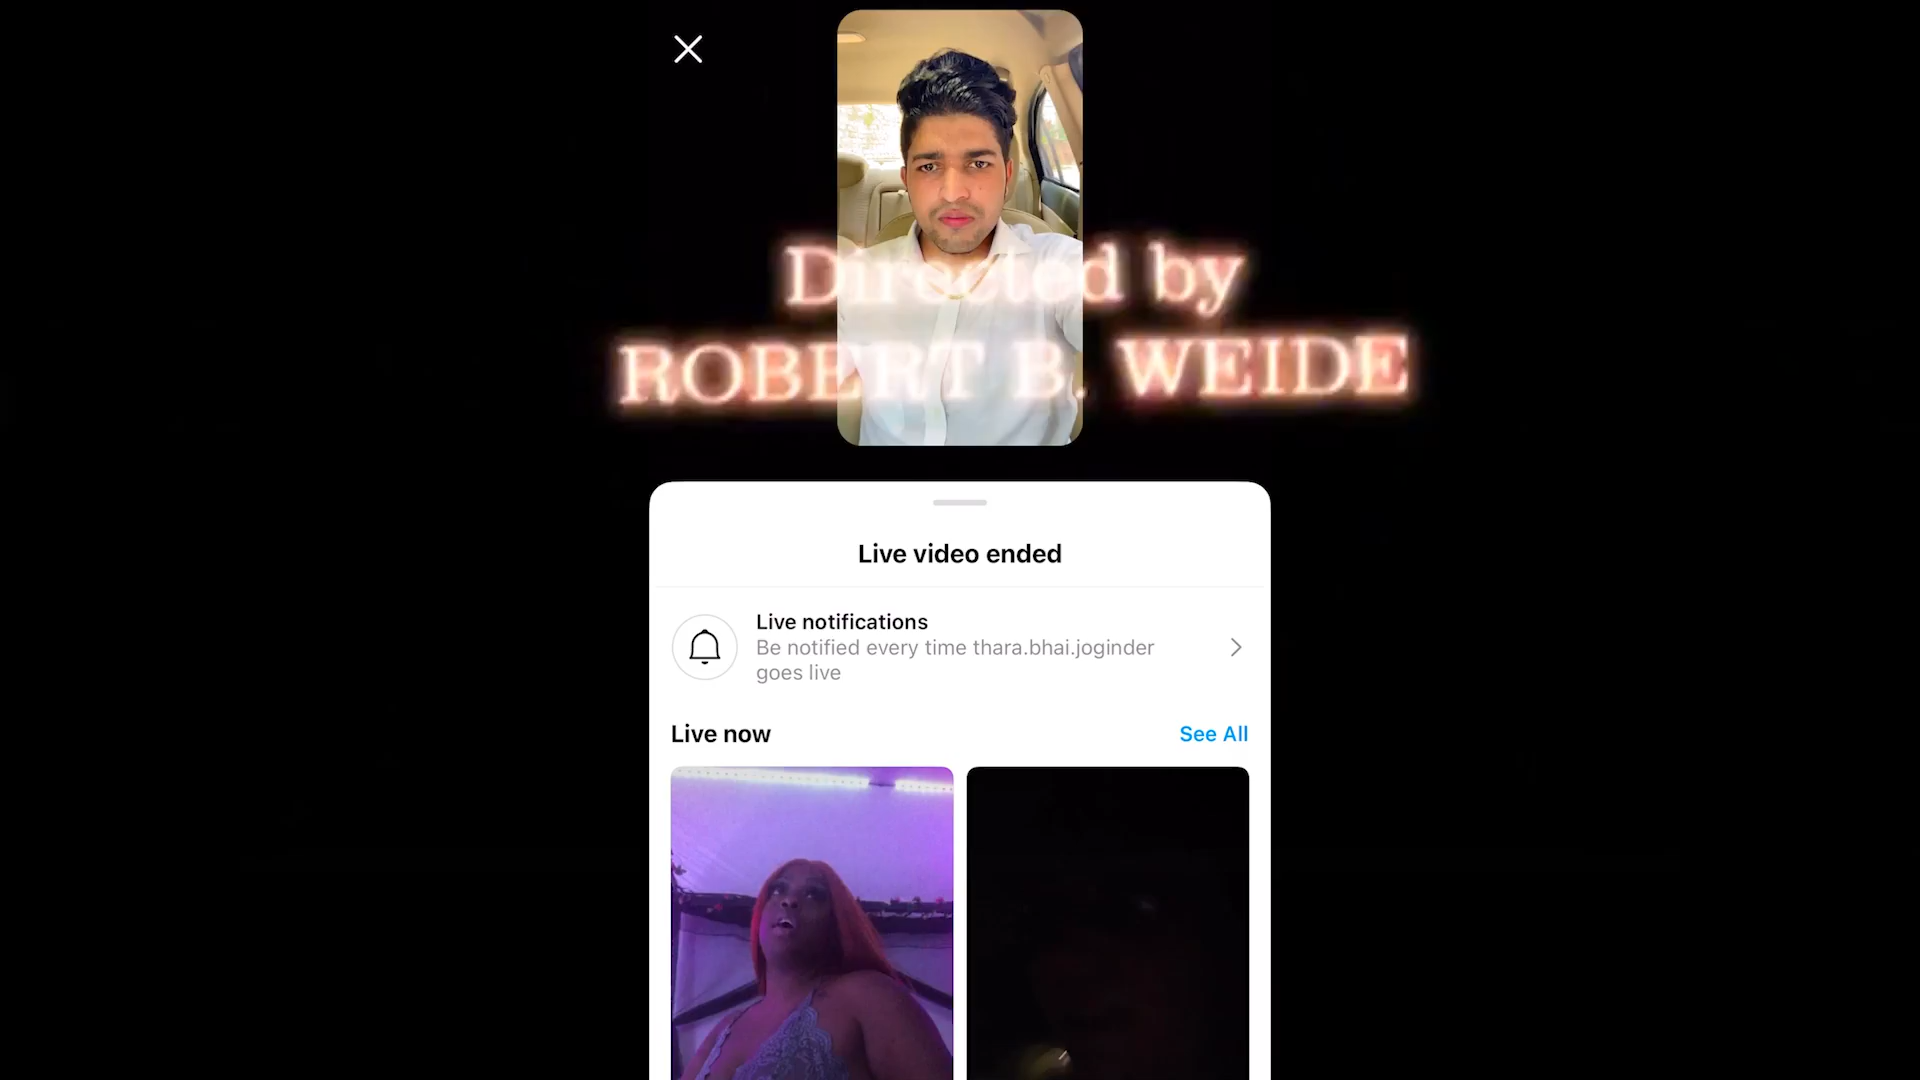 Directed by
ROBERT B. WEIDE
Live video ended
Live notifications
Be notified every time thara.bhai.joginder
goes live
Live now
See All